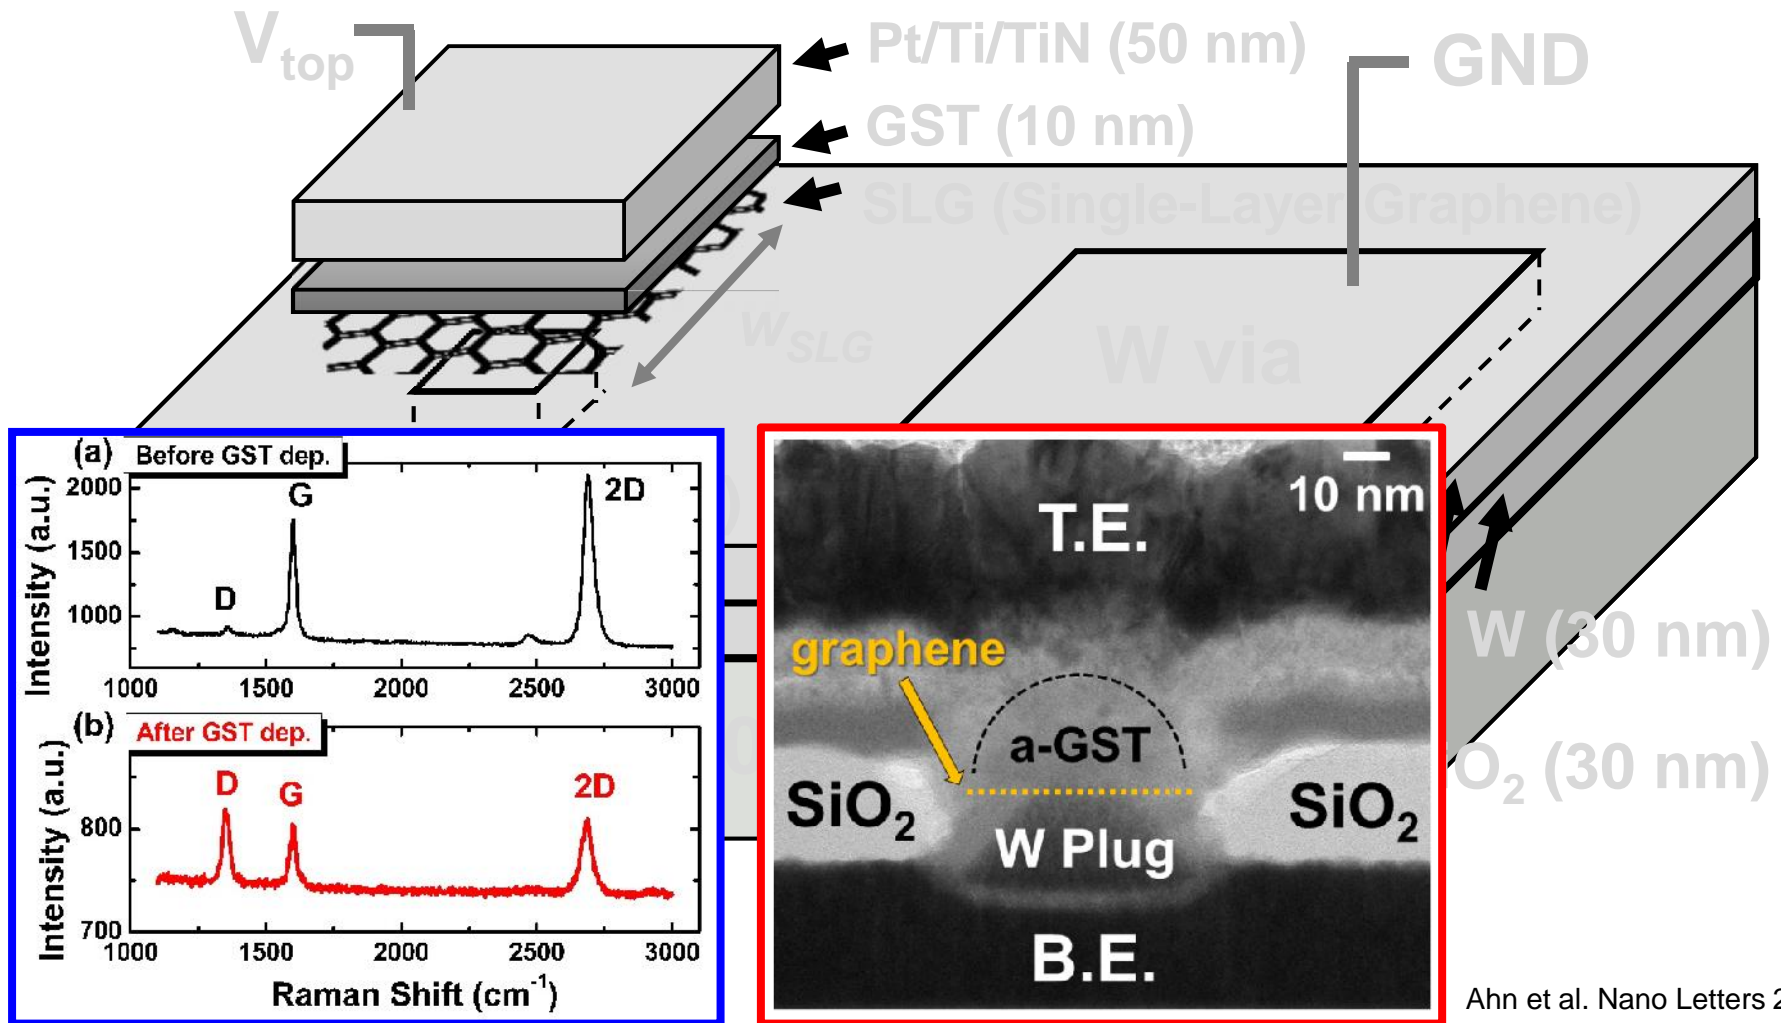 V_top
Pt/Ti/TiN (50 nm)
GND
GST (10 nm)
SLG (Single-Layer Graphene)
W_SLG
W via
(a) Before GST dep.
G
2D
D
2000
1500
1000
Intensity (a.u.)
1000 1500 2000 2500 3000
(b) After GST dep.
D
G
2D
800
700
Intensity (a.u.)
1000 1500 2000 2500 3000
Raman Shift (cm⁻¹)
10 nm
T.E.
graphene
a-GST
SiO₂
SiO₂
W Plug
B.E.
W (30 nm)
O₂ (30 nm)
Ahn et al. Nano Letters 2